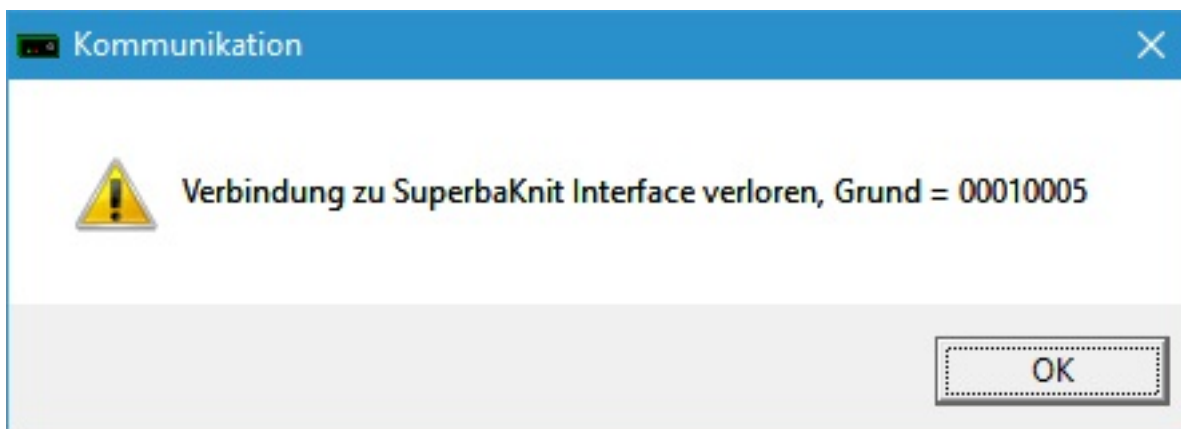 Kommunikation
Verbindung zu SuperbaKnit Interface verloren, Grund = 00010005
OK